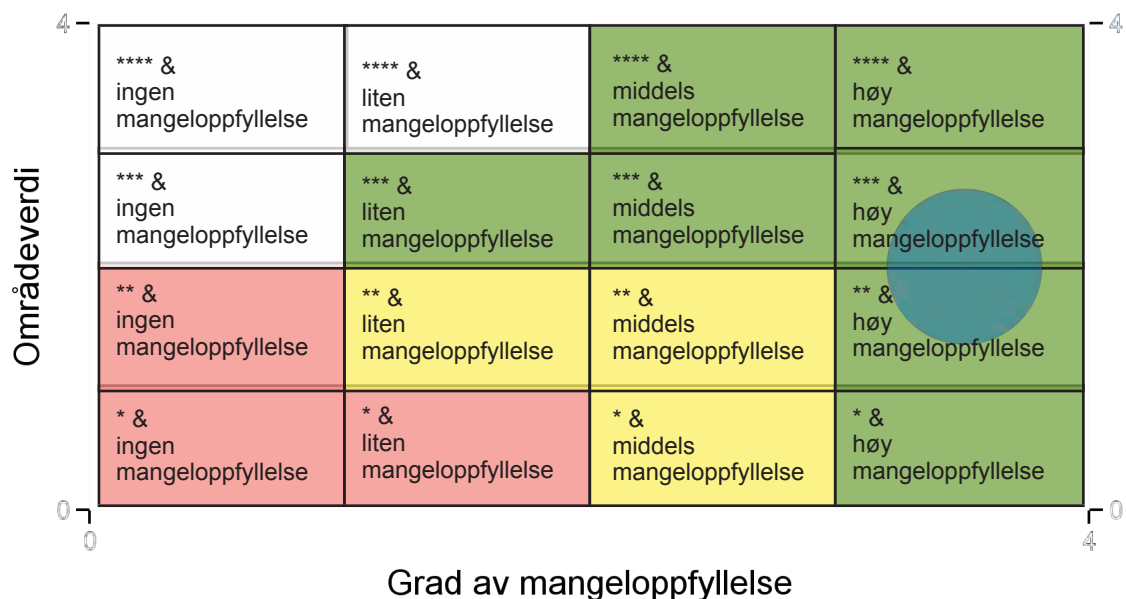 4
4
**** &
ingen
mangeloppfyllelse
**** &
liten
mangeloppfyllelse
**** &
middels
mangeloppfyllelse
**** &
høy
mangeloppfyllelse
*** &
ingen
mangeloppfyllelse
*** &
liten
mangeloppfyllelse
*** &
middels
mangeloppfyllelse
*** &
høy
mangeloppfyllelse
** &
ingen
mangeloppfyllelse
** &
liten
mangeloppfyllelse
** &
middels
mangeloppfyllelse
** &
høy
mangeloppfyllelse
* &
ingen
mangeloppfyllelse
* &
liten
mangeloppfyllelse
* &
middels
mangeloppfyllelse
* &
høy
mangeloppfyllelse
Områdeverdi
0
0
0
4
Grad av mangeloppfyllelse